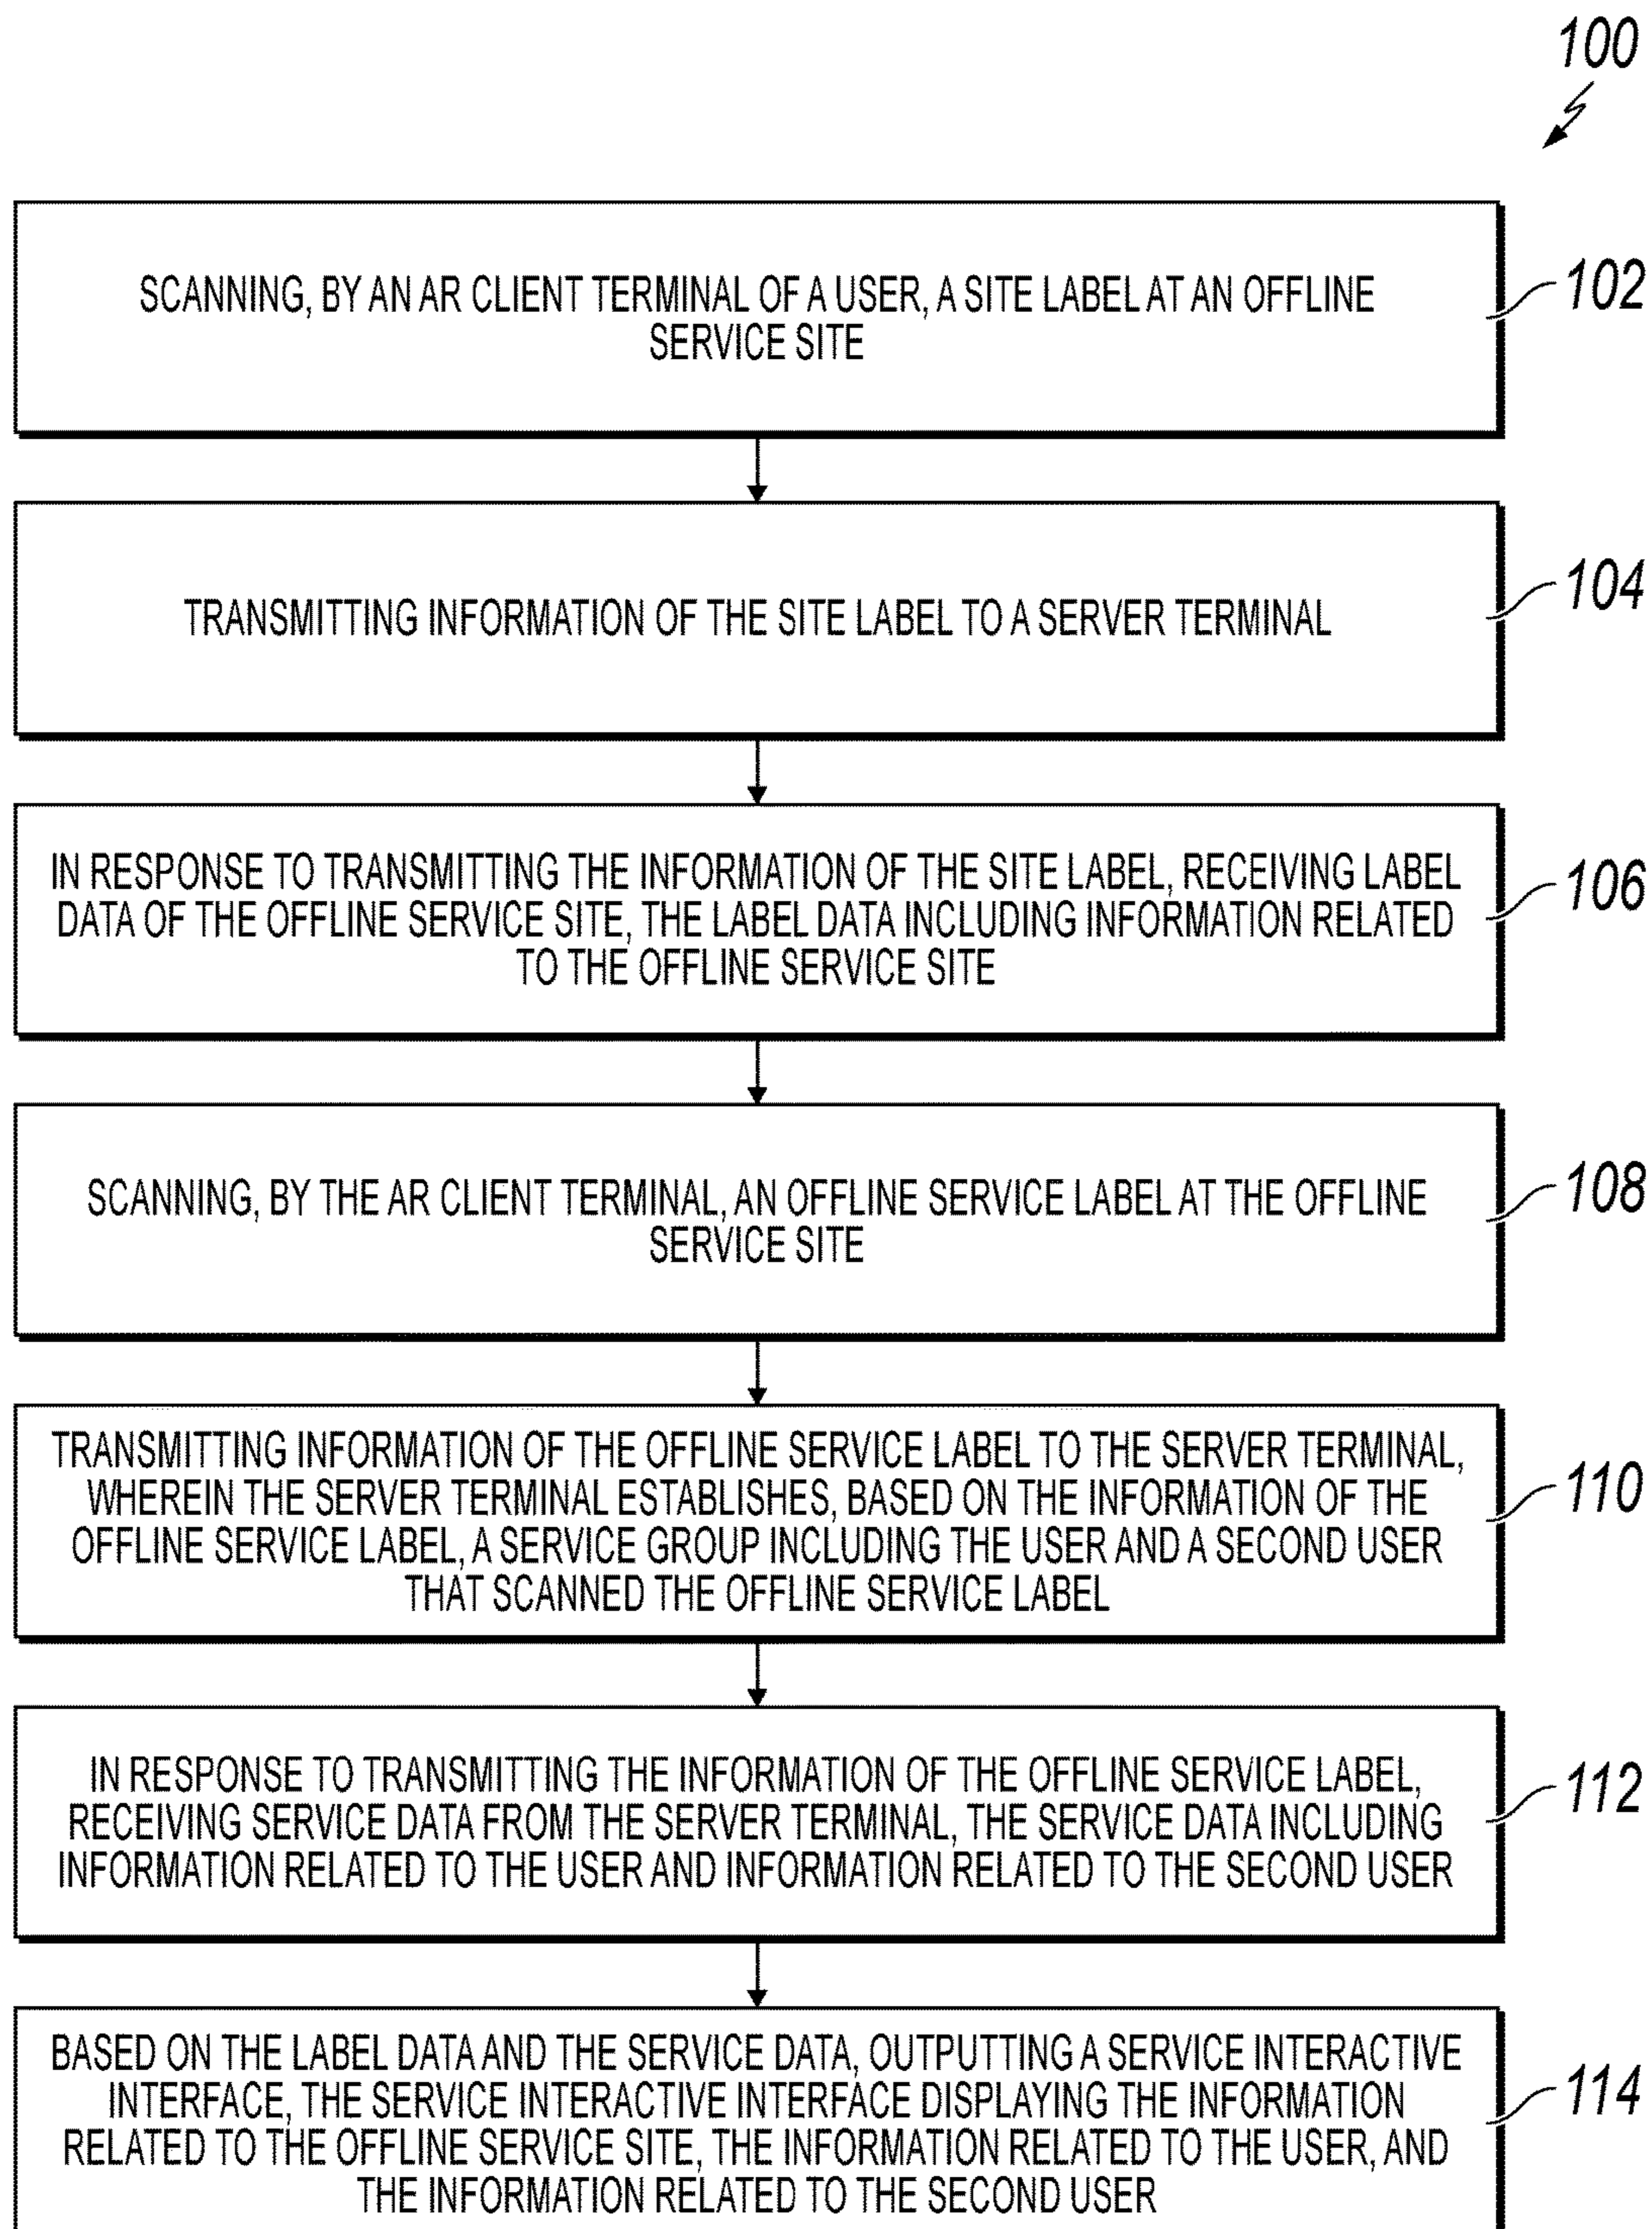 100
SCANNING, BY AN AR CLIENT TERMINAL OF A USER, A SITE LABEL AT AN OFFLINE
SERVICE SITE
102
TRANSMITTING INFORMATION OF THE SITE LABEL TO A SERVER TERMINAL
104
IN RESPONSE TO TRANSMITTING THE INFORMATION OF THE SITE LABEL, RECEIVING LABEL
DATA OF THE OFFLINE SERVICE SITE, THE LABEL DATA INCLUDING INFORMATION RELATED
TO THE OFFLINE SERVICE SITE
106
SCANNING, BY THE AR CLIENT TERMINAL, AN OFFLINE SERVICE LABEL AT THE OFFLINE
SERVICE SITE
108
TRANSMITTING INFORMATION OF THE OFFLINE SERVICE LABEL TO THE SERVER TERMINAL,
WHEREIN THE SERVER TERMINAL ESTABLISHES, BASED ON THE INFORMATION OF THE
OFFLINE SERVICE LABEL, A SERVICE GROUP INCLUDING THE USER AND A SECOND USER
THAT SCANNED THE OFFLINE SERVICE LABEL
110
IN RESPONSE TO TRANSMITTING THE INFORMATION OF THE OFFLINE SERVICE LABEL,
RECEIVING SERVICE DATA FROM THE SERVER TERMINAL, THE SERVICE DATA INCLUDING
INFORMATION RELATED TO THE USER AND INFORMATION RELATED TO THE SECOND USER
112
BASED ON THE LABEL DATA AND THE SERVICE DATA, OUTPUTTING A SERVICE INTERACTIVE
INTERFACE, THE SERVICE INTERACTIVE INTERFACE DISPLAYING THE INFORMATION
RELATED TO THE OFFLINE SERVICE SITE, THE INFORMATION RELATED TO THE USER, AND
THE INFORMATION RELATED TO THE SECOND USER
114